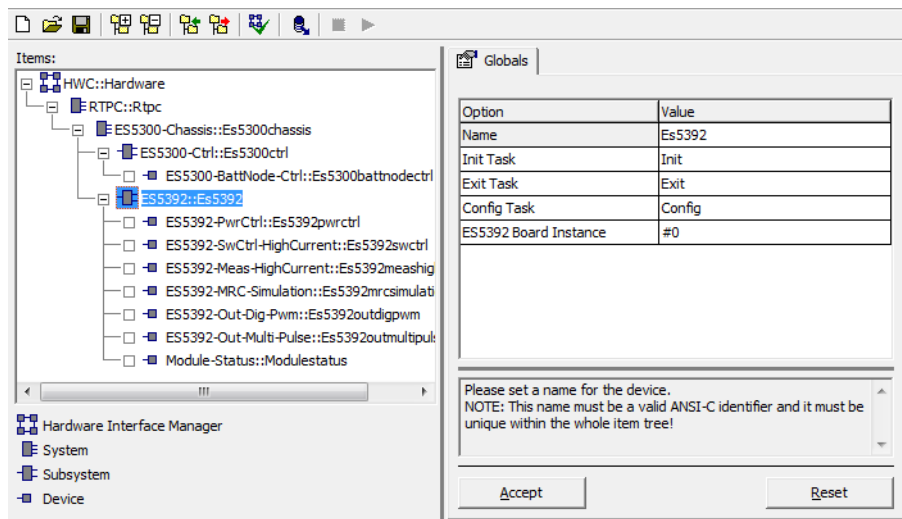 Items:
HWC::Hardware
RTPC::Rtpc
ES5300-Chassis::Es5300chassis
ES5300-Ctrl::Es5300ctrl
ES5300-BattNode-Ctrl::Es5300battnodectrl
ES5392::Es5392
ES5392-PwrCtrl::Es5392pwrctrl
ES5392-SwCtrl-HighCurrent::Es5392swctrl
ES5392-Meas-HighCurrent::Es5392meashig
ES5392-MRC-Simulation::Es5392mrcsimulati
ES5392-Out-Dig-Pwm::Es5392outdigpwm
ES5392-Out-Multi-Pulse::Es5392outmultipuls
Module-Status::Modulestatus
Hardware Interface Manager
System
Subsystem
Device
Globals
Option Value
Name Es5392
Init Task Init
Exit Task Exit
Config Task Config
ES5392 Board Instance #0
Please set a name for the device.
NOTE: This name must be a valid ANSI-C identifier and it must be
unique within the whole item tree!
Accept Reset